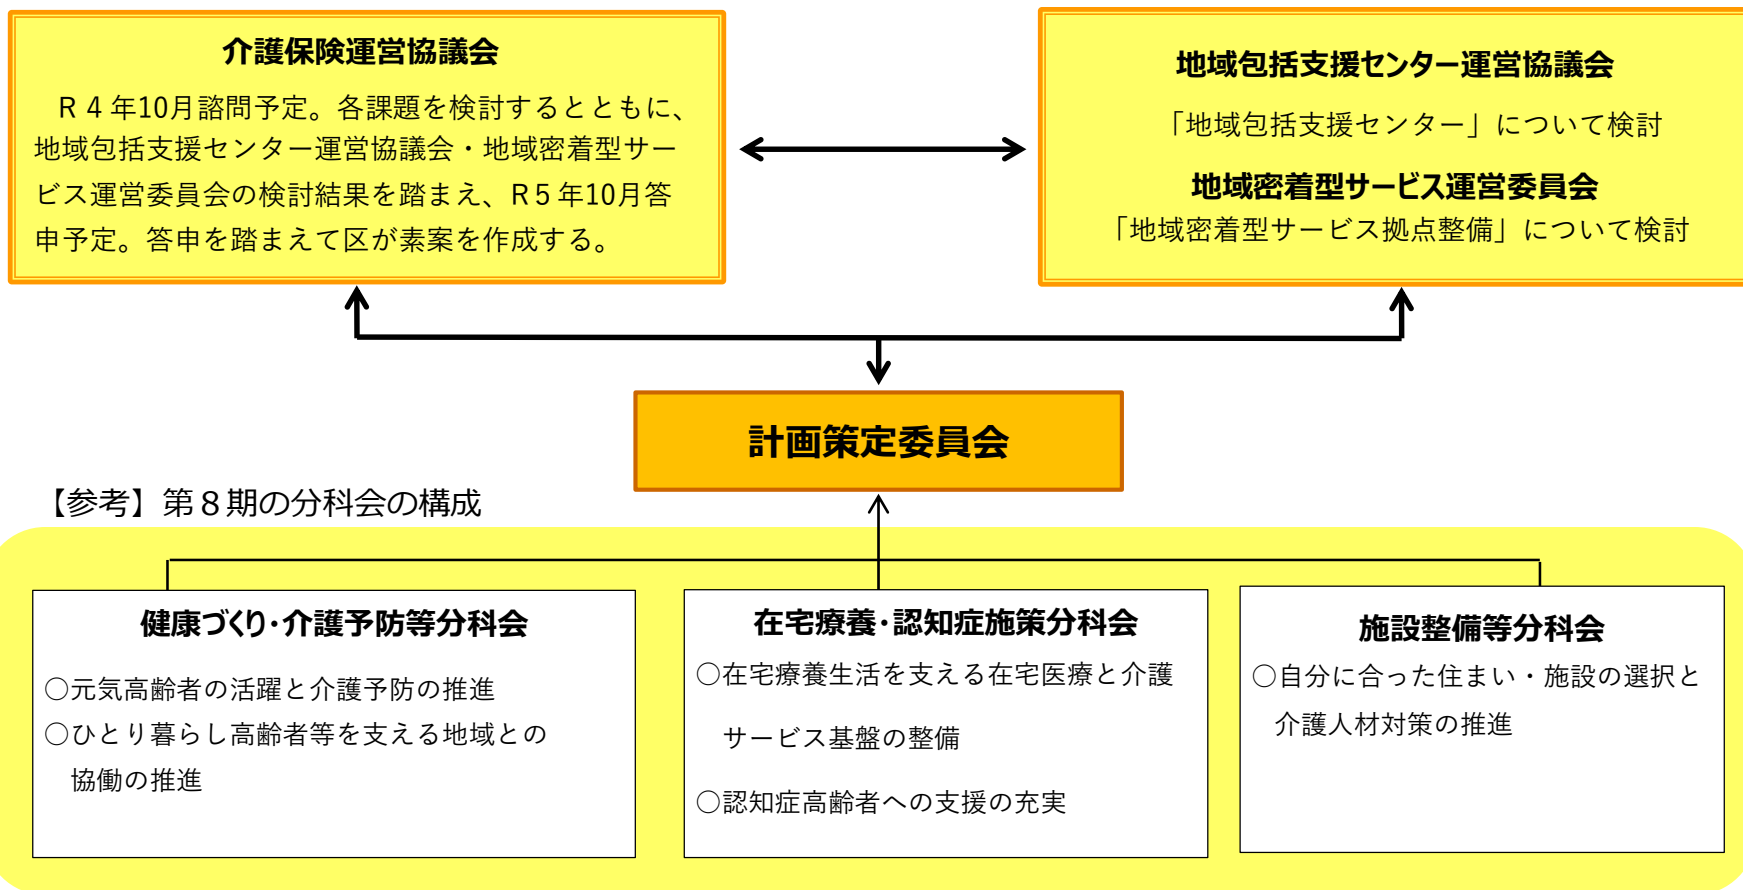 介護保険運営協議会
Ｒ４年10月諮問予定。各課題を検討するとともに、
地域包括支援センター運営協議会・地域密着型サー
ビス運営委員会の検討結果を踏まえ、Ｒ５年10月答
申予定。答申を踏まえて区が素案を作成する。
地域包括支援センター運営協議会
「地域包括支援センター」について検討
地域密着型サービス運営委員会
「地域密着型サービス拠点整備」について検討
計画策定委員会
【参考】第８期の分科会の構成
健康づくり・介護予防等分科会
○元気高齢者の活躍と介護予防の推進
○ひとり暮らし高齢者等を支える地域との
協働の推進
在宅療養・認知症施策分科会
○在宅療養生活を支える在宅医療と介護
サービス基盤の整備
○認知症高齢者への支援の充実
施設整備等分科会
○自分に合った住まい・施設の選択と
介護人材対策の推進